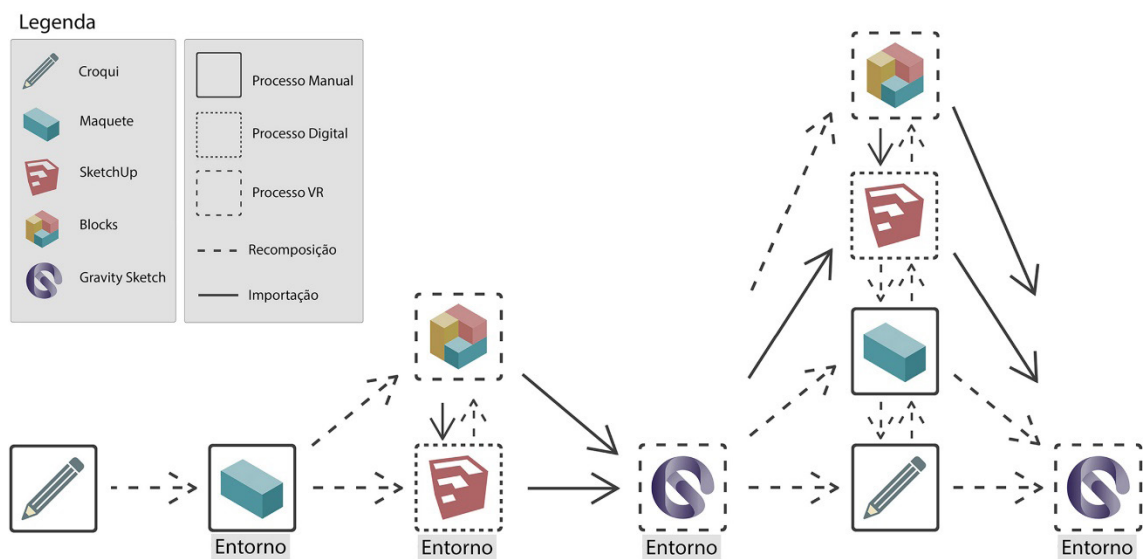 Legenda
Croqui
Maquete
SketchUp
Blocks
Gravity Sketch
Processo Manual
Processo Digital
Processo VR
Recomposição
Importação
Entorno
Entorno
Entorno
Entorno